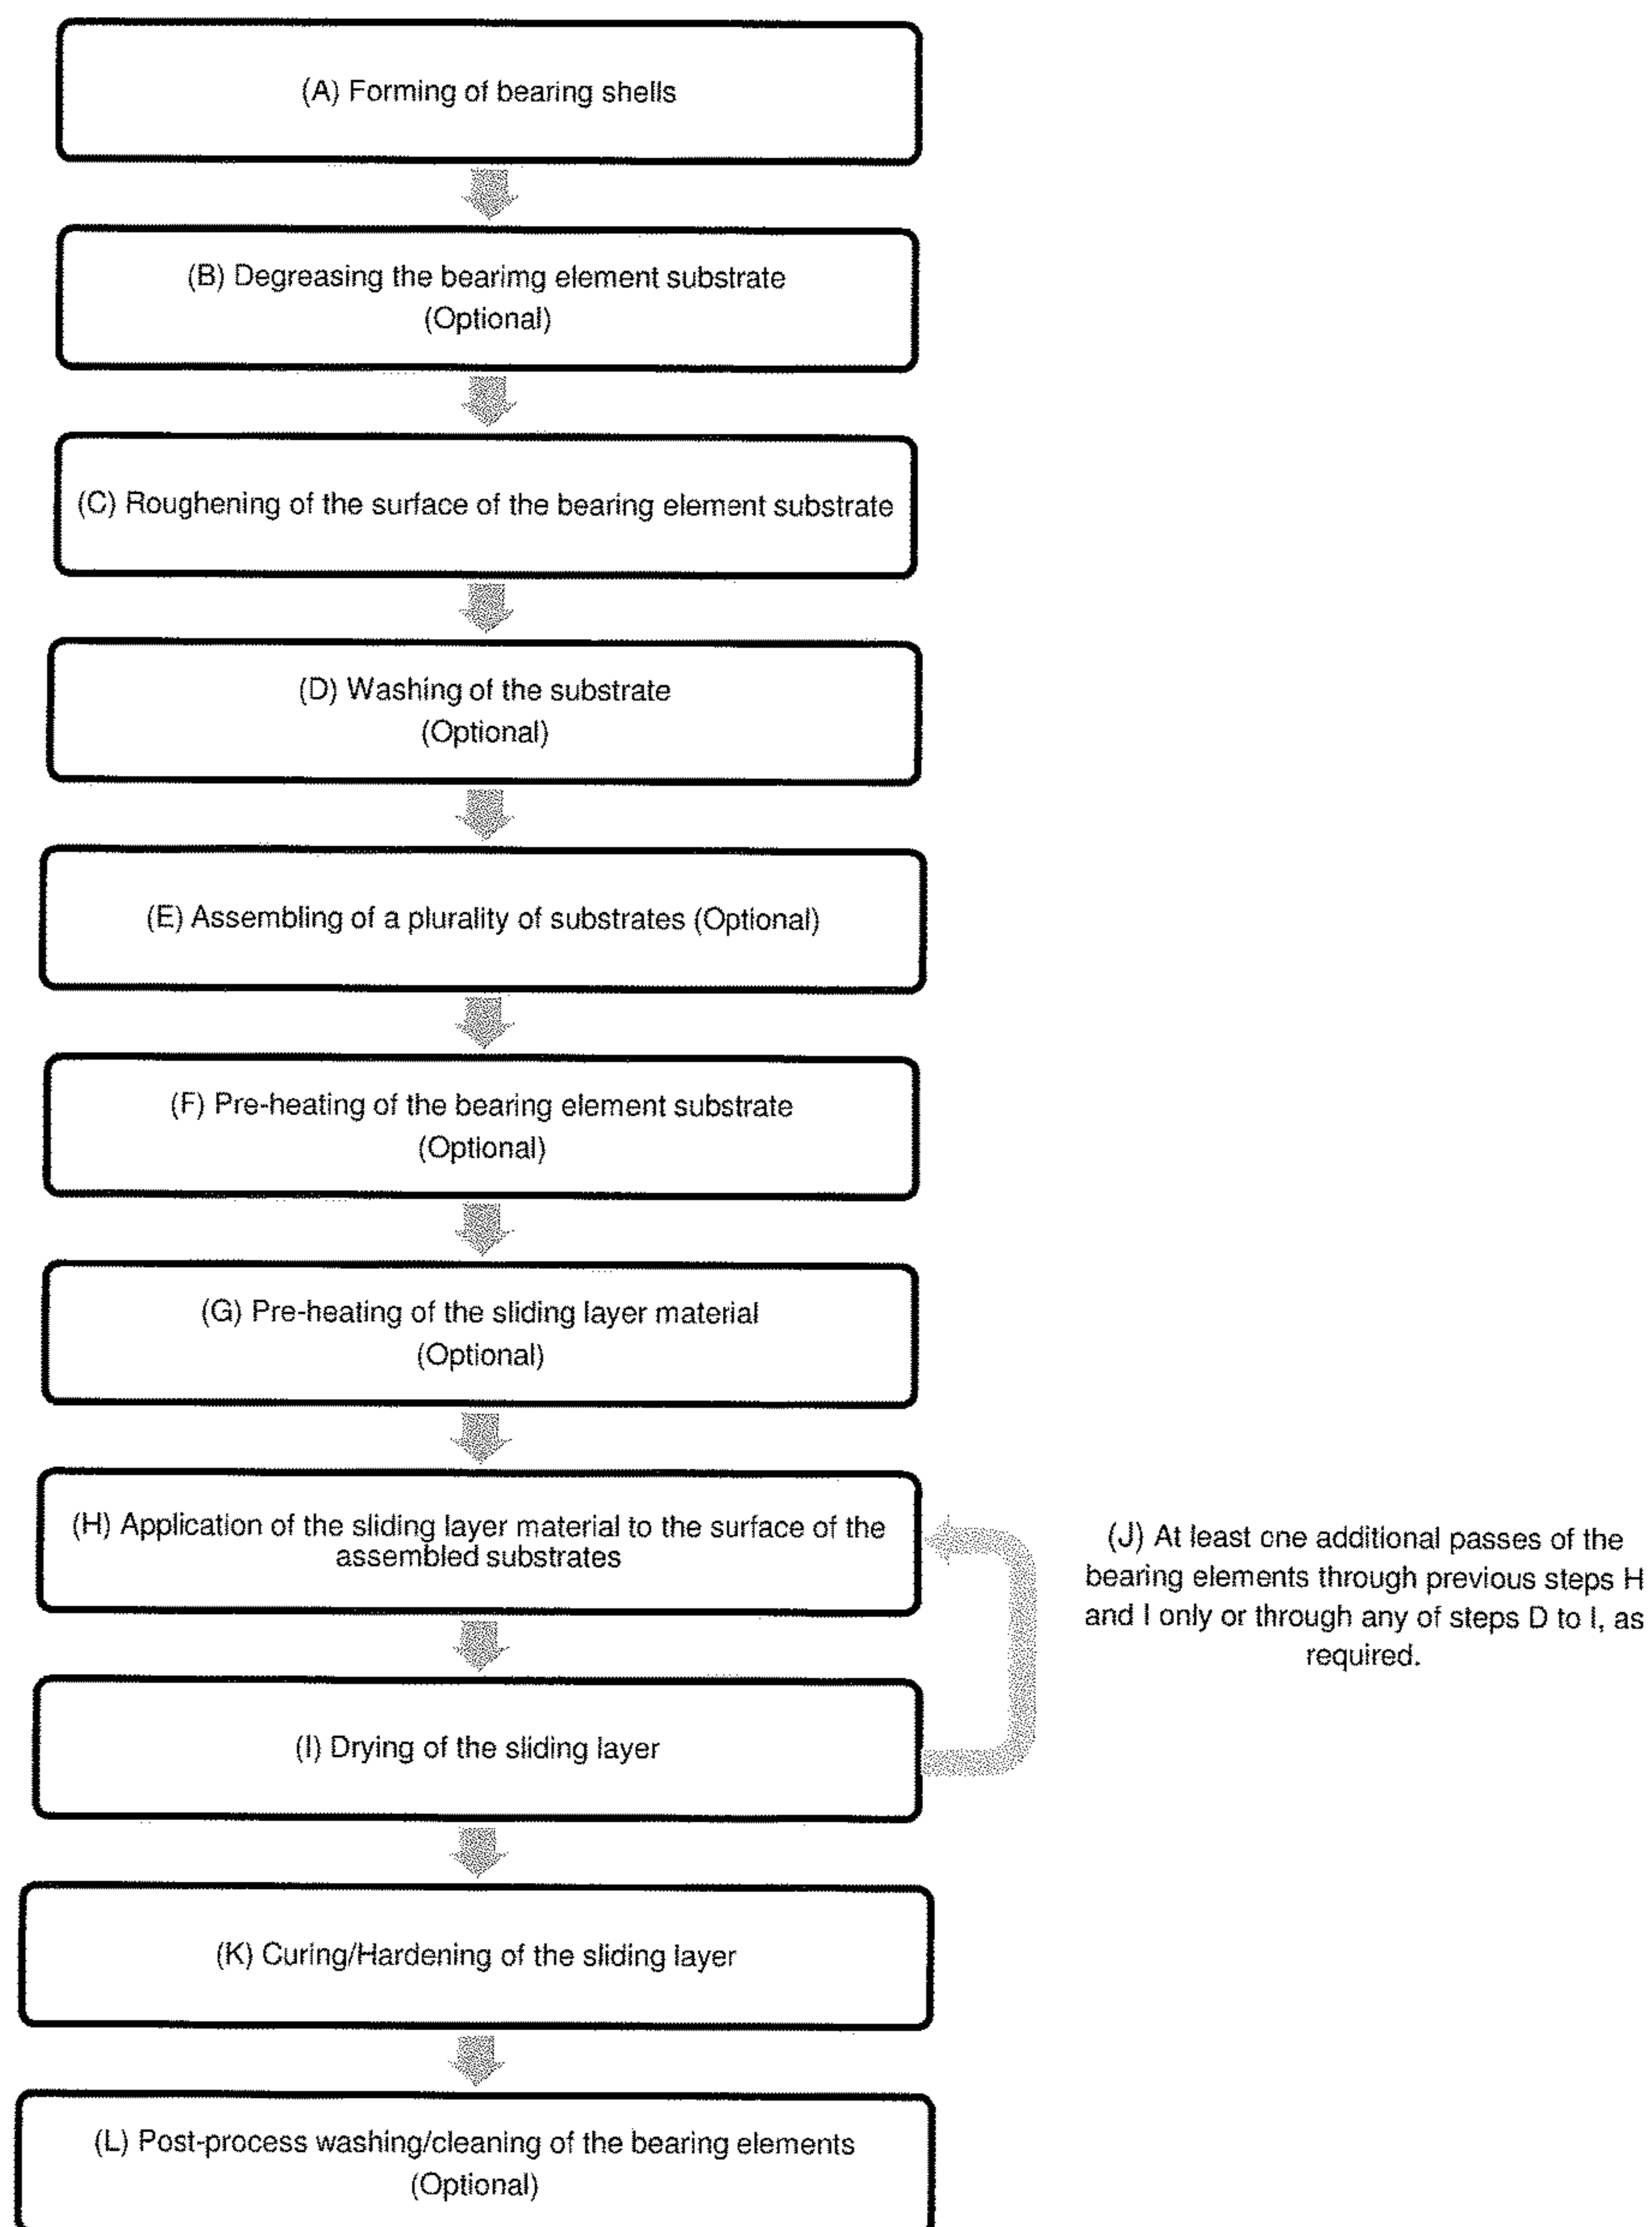 (A) Forming of bearing shells
(B) Degreasing the bearimg element substrate
(Optional)
(C) Roughening of the surface of the bearing element substrate
(D) Washing of the substrate
(Optional)
(E) Assembling of a plurality of substrates (Optional)
(F) Pre-heating of the bearing element substrate
(Optional)
(G) Pre-heating of the sliding layer material
(Optional)
(H) Application of the sliding layer material to the surface of the
assembled substrates
(J) At least one additional passes of the
bearing elements through previous steps H
and I only or through any of steps D to I, as
required.
(I) Drying of the sliding layer
(K) Curing/Hardening of the sliding layer
(L) Post-process washing/cleaning of the bearing elements
(Optional)